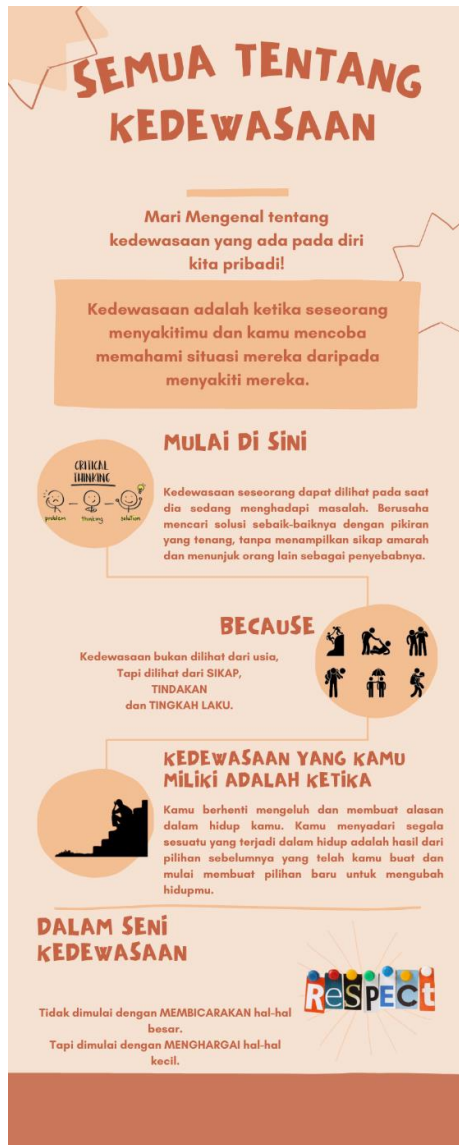 SEMUA TENTANG
KEDEWASAAN
Mari Mengenal tentang
kedewasaan yang ada pada diri
kita pribadi!
Kedewasaan adalah ketika seseorang
menyakitimu dan kamu mencoba
memahami situasi mereka daripada
menyakiti mereka.
MULAI DI SINI
CRITICAL
THINKING
problem thinking solution
Kedewasaan seseorang dapat dilihat pada saat
dia sedang menghadapi masalah. Berusaha
mencari solusi sebaik-baiknya dengan pikiran
yang tenang, tanpa menampilkan sikap amarah
dan menunjuk orang lain sebagai penyebabnya.
BECAUSE
Kedewasaan bukan dilihat dari usia,
Tapi dilihat dari SIKAP,
TINDAKAN
dan TINGKAH LAKU.
KEDEWASAAN YANG KAMU
MILIKI ADALAH KETIKA
Kamu berhenti mengeluh dan membuat alasan
dalam hidup kamu. Kamu menyadari segala
sesuatu yang terjadi dalam hidup adalah hasil dari
pilihan sebelumnya yang telah kamu buat dan
mulai membuat pilihan baru untuk mengubah
hidupmu.
DALAM SENI
KEDEWASAAN
ReSPECt
Tidak dimulai dengan MEMBICARAKAN hal-hal
besar.
Tapi dimulai dengan MENGHARGAI hal-hal
kecil.